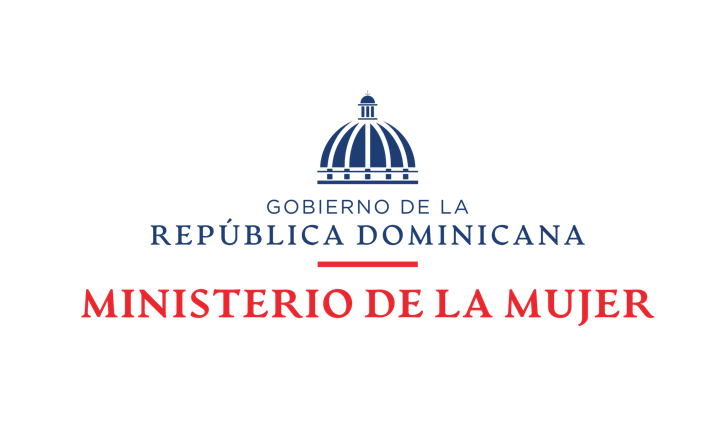 GOBIERNO DE LA
REPÚBLICA DOMINICANA
MINISTERIO DE LA MUJER